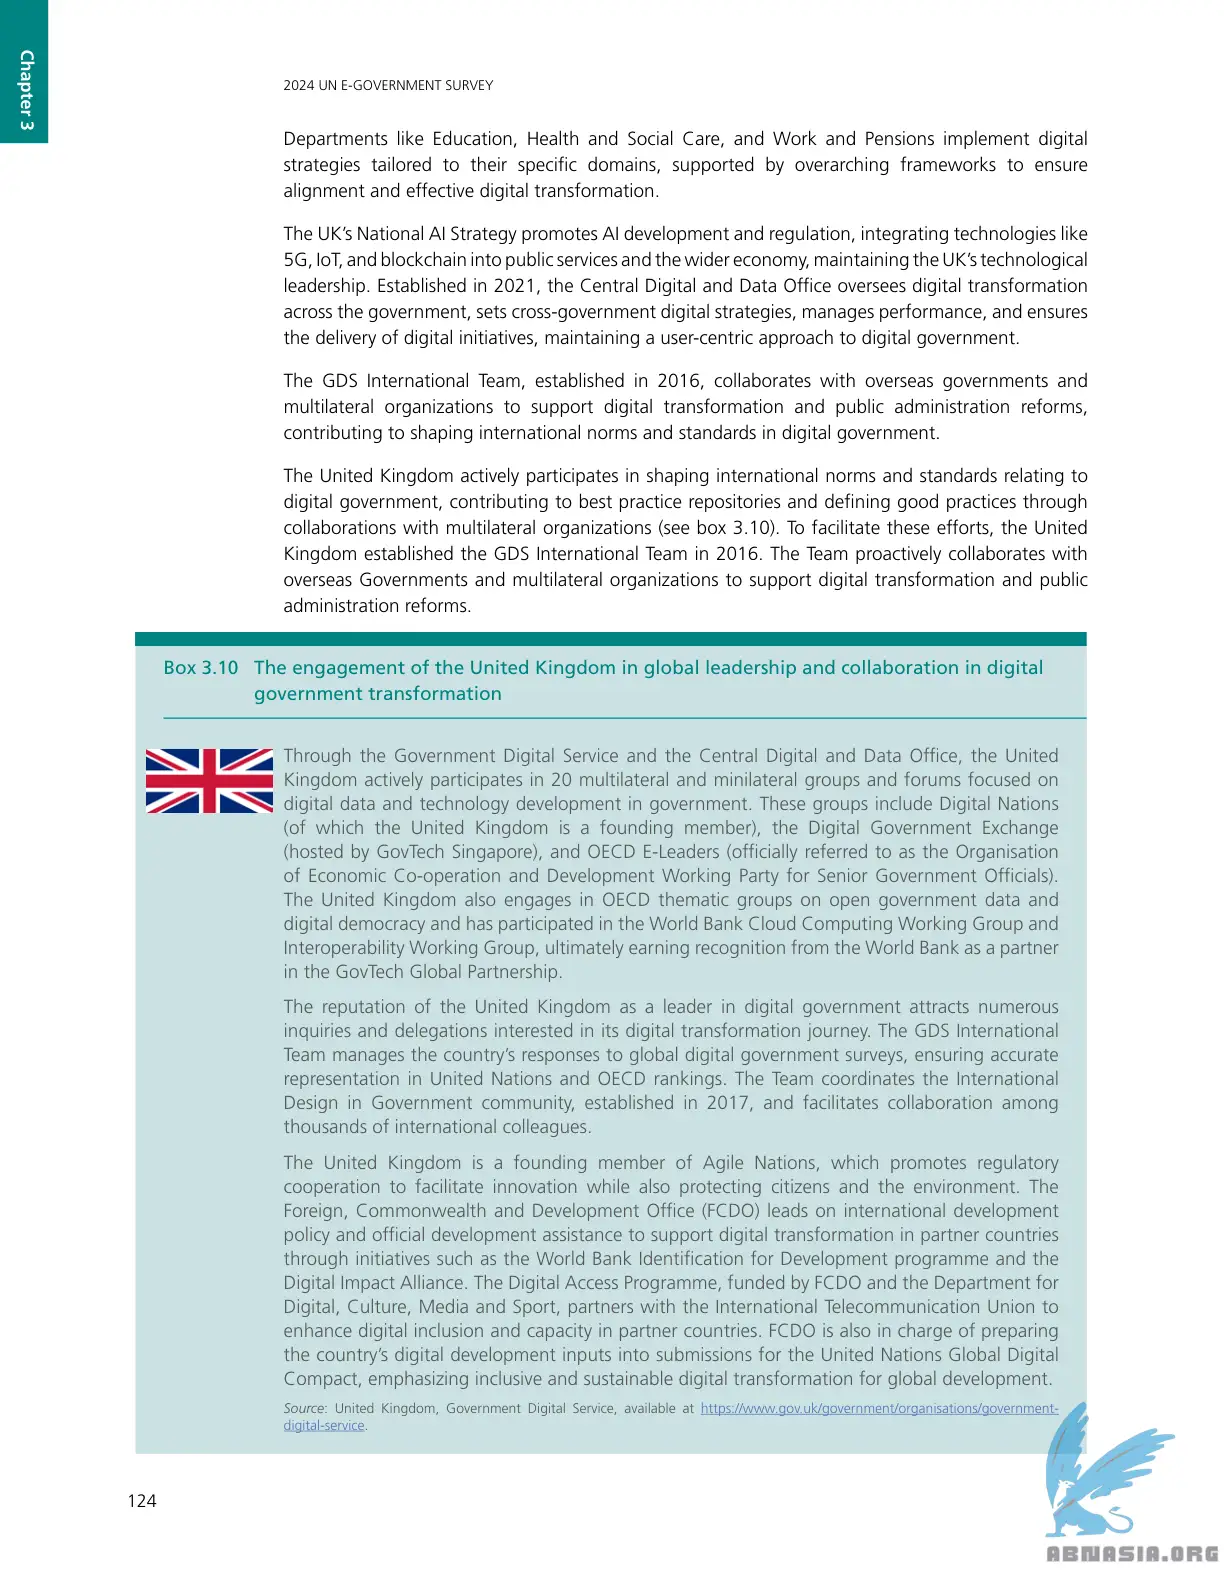 Chapter 3
2024 UN E-GOVERNMENT SURVEY
Departments like Education, Health and Social Care, and Work and Pensions implement digital
strategies tailored to their specific domains, supported by overarching frameworks to ensure
alignment and effective digital transformation.
The UK's National AI Strategy promotes AI development and regulation, integrating technologies like
5G, IoT, and blockchain into public services and the wider economy, maintaining the UK's technological
leadership. Established in 2021, the Central Digital and Data Office oversees digital transformation
across the government, sets cross-government digital strategies, manages performance, and ensures
the delivery of digital initiatives, maintaining a user-centric approach to digital government.
The GDS International Team, established in 2016, collaborates with overseas governments and
multilateral organizations to support digital transformation and public administration reforms,
contributing to shaping international norms and standards in digital government.
The United Kingdom actively participates in shaping international norms and standards relating to
digital government, contributing to best practice repositories and defining good practices through
collaborations with multilateral organizations (see box 3.10). To facilitate these efforts, the United
Kingdom established the GDS International Team in 2016. The Team proactively collaborates with
overseas Governments and multilateral organizations to support digital transformation and public
administration reforms.
Box 3.10 The engagement of the United Kingdom in global leadership and collaboration in digital
government transformation
Through the Government Digital Service and the Central Digital and Data Office, the United
Kingdom actively participates in 20 multilateral and minilateral groups and forums focused on
digital data and technology development in government. These groups include Digital Nations
(of which the United Kingdom is a founding member), the Digital Government Exchange
(hosted by GovTech Singapore), and OECD E-Leaders (officially referred to as the Organisation
of Economic Co-operation and Development Working Party for Senior Government Officials).
The United Kingdom also engages in OECD thematic groups on open government data and
digital democracy and has participated in the World Bank Cloud Computing Working Group and
Interoperability Working Group, ultimately earning recognition from the World Bank as a partner
in the GovTech Global Partnership.
The reputation of the United Kingdom as a leader in digital government attracts numerous
inquiries and delegations interested in its digital transformation journey. The GDS International
Team manages the country's responses to global digital government surveys, ensuring accurate
representation in United Nations and OECD rankings. The Team coordinates the International
Design in Government community, established in 2017, and facilitates collaboration among
thousands of international colleagues.
The United Kingdom is a founding member of Agile Nations, which promotes regulatory
cooperation to facilitate innovation while also protecting citizens and the environment. The
Foreign, Commonwealth and Development Office (FCDO) leads on international development
policy and official development assistance to support digital transformation in partner countries
through initiatives such as the World Bank Identification for Development programme and the
Digital Impact Alliance. The Digital Access Programme, funded by FCDO and the Department for
Digital, Culture, Media and Sport, partners with the International Telecommunication Union to
enhance digital inclusion and capacity in partner countries. FCDO is also in charge of preparing
the country's digital development inputs into submissions for the United Nations Global Digital
Compact, emphasizing inclusive and sustainable digital transformation for global development.
Source: United Kingdom, Government Digital Service, available at https://www.gov.uk/government/organisations/government-
digital-service.
124
ABNASIA.ORG